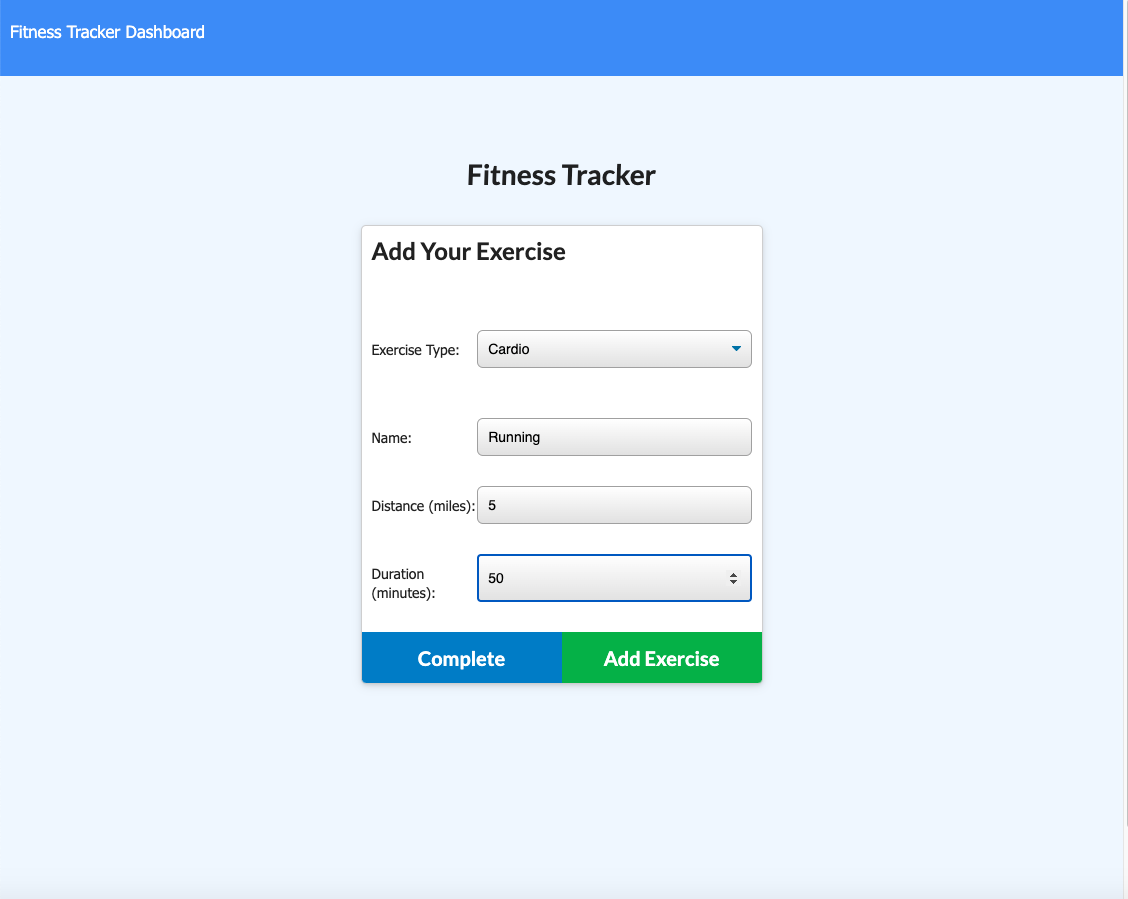 Fitness Tracker Dashboard
Fitness Tracker
Add Your Exercise
Exercise Type: Cardio
Name: Running
Distance (miles): 5
Duration
(minutes): 50
Complete Add Exercise